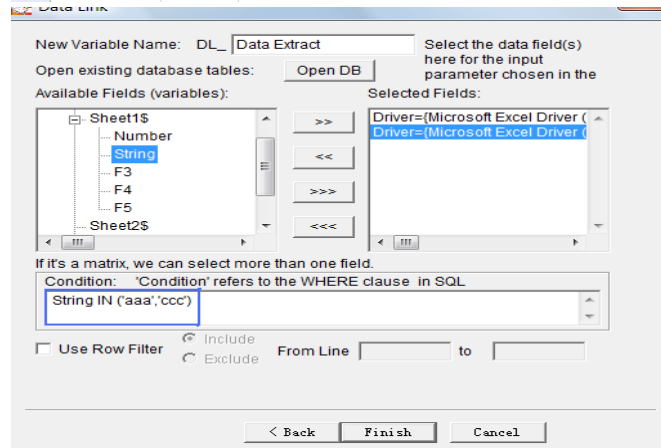 Data Link
New Variable Name: DL_ Data Extract
Select the data field(s)
here for the input
parameter chosen in the
Open existing database tables: Open DB
Available Fields (variables):
Selected Fields:
Sheet1$
Number
String
F3
F4
F5
Sheet2$
>>
<<
>>>
<<<
Driver={Microsoft Excel Driver (
Driver={Microsoft Excel Driver (
If it's a matrix, we can select more than one field.
Condition: 'Condition' refers to the WHERE clause in SQL
String IN ('aaa','ccc')
Use Row Filter
Include
Exclude
From Line to
< Back Finish Cancel